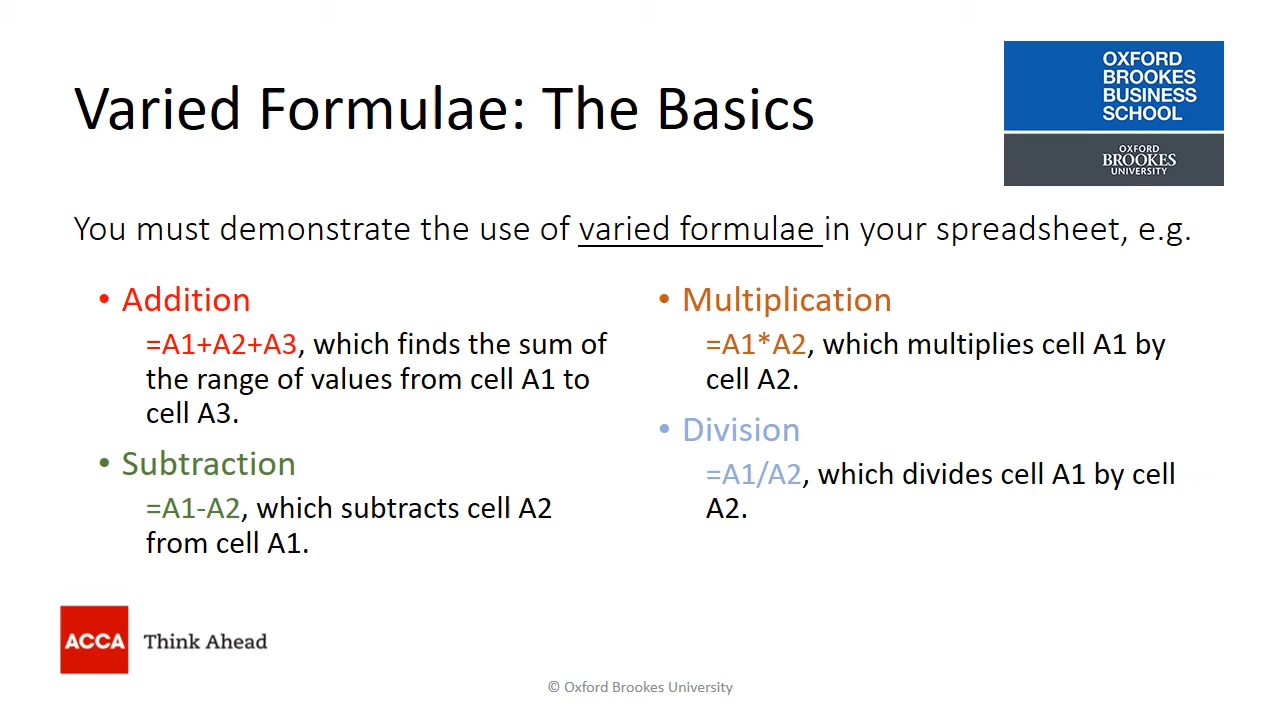 Varied Formulae: The Basics
OXFORD
BROOKES
BUSINESS
SCHOOL
OXFORD
BROOKES
UNIVERSITY
You must demonstrate the use of varied formulae in your spreadsheet, e.g.
• Addition
=A1+A2+A3, which finds the sum of
the range of values from cell A1 to
cell A3.
• Subtraction
=A1-A2, which subtracts cell A2
from cell A1.
• Multiplication
=A1*A2, which multiplies cell A1 by
cell A2.
• Division
=A1/A2, which divides cell A1 by cell
A2.
ACCA Think Ahead
© Oxford Brookes University